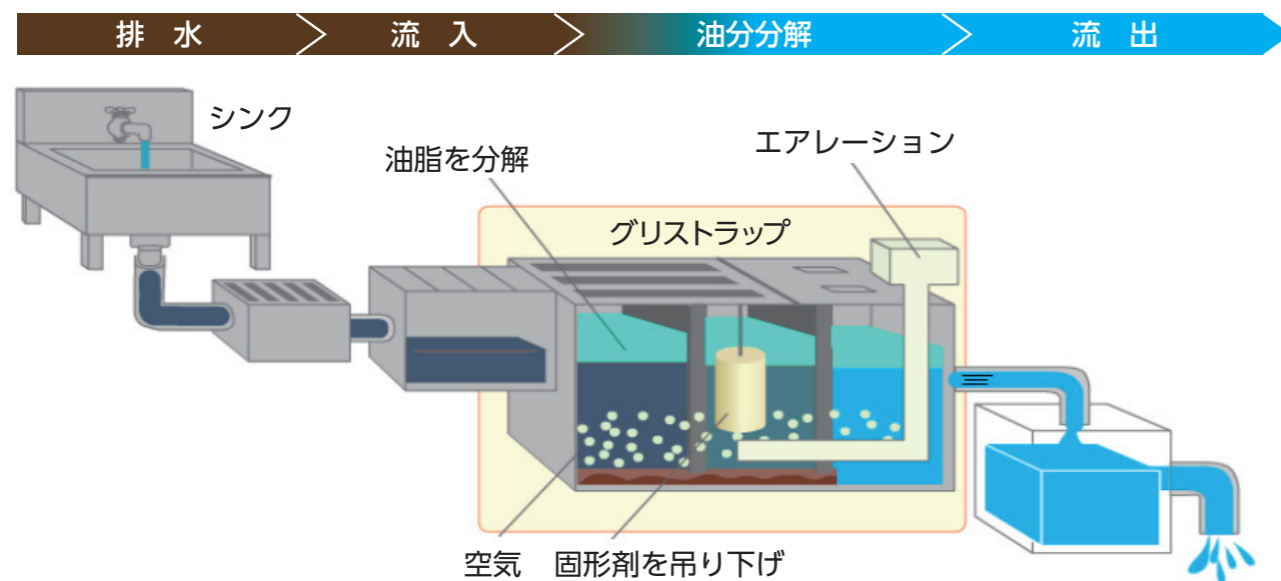 排 水
流 入
油分分解
流 出
シンク
油脂を分解
エアレーション
グリストラップ
空気
固形剤を吊り下げ